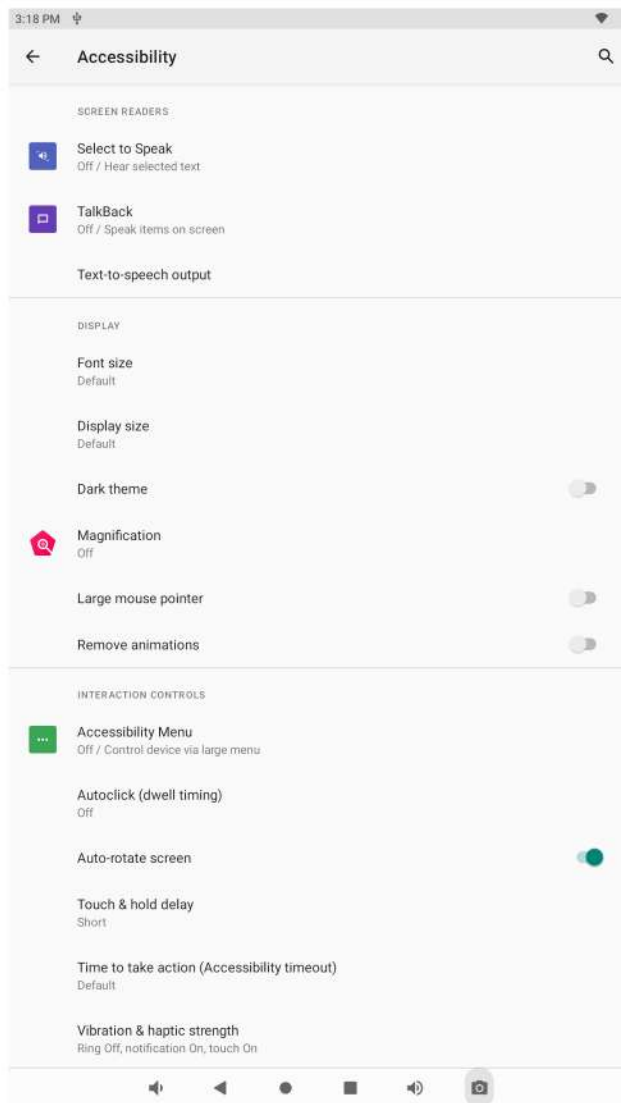 3:18 PM
Accessibility
SCREEN READERS
Select to Speak
Off / Hear selected text
TalkBack
Off / Speak items on screen
Text-to-speech output
DISPLAY
Font size
Default
Display size
Default
Dark theme
Magnification
Off
Large mouse pointer
Remove animations
INTERACTION CONTROLS
Accessibility Menu
Off / Control device via large menu
Autoclick (dwell timing)
Off
Auto-rotate screen
Touch & hold delay
Short
Time to take action (Accessibility timeout)
Default
Vibration & haptic strength
Ring Off, notification On, touch On